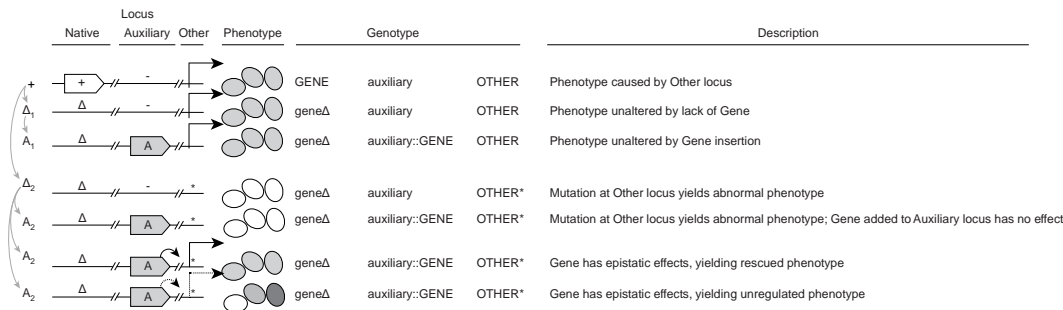 Locus
Native Auxiliary Other Phenotype Genotype Description
+ + - GENE auxiliary OTHER Phenotype caused by Other locus
Δ1 Δ - geneΔ auxiliary OTHER Phenotype unaltered by lack of Gene
A1 Δ A geneΔ auxiliary::GENE OTHER Phenotype unaltered by Gene insertion
Δ2 Δ - * geneΔ auxiliary OTHER* Mutation at Other locus yields abnormal phenotype
A2 Δ A * geneΔ auxiliary::GENE OTHER* Mutation at Other locus yields abnormal phenotype; Gene added to Auxiliary locus has no effect
A2 Δ A * geneΔ auxiliary::GENE OTHER* Gene has epistatic effects, yielding rescued phenotype
A2 Δ A * geneΔ auxiliary::GENE OTHER* Gene has epistatic effects, yielding unregulated phenotype